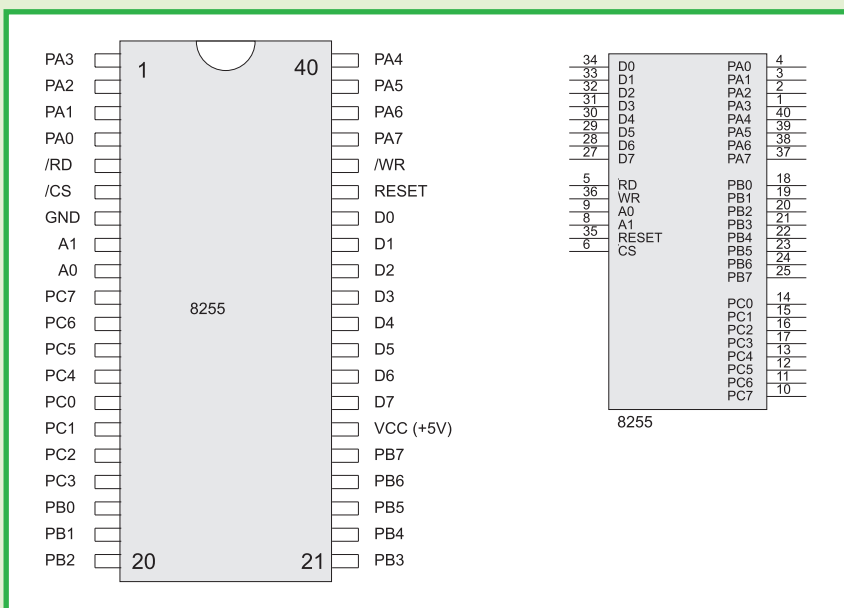 PA3 1 40 PA4
PA2 PA5
PA1 PA6
PA0 PA7
/RD /WR
/CS RESET
GND D0
A1 D1
A0 D2
PC7 D3
8255
PC6 D4
PC5 D5
PC4 D6
PC0 D7
PC1 VCC (+5V)
PC2 PB7
PC3 PB6
PB0 PB5
PB1 PB4
PB2 20 21 PB3
34 D0 PA0 4
33 D1 PA1 3
32 D2 PA2 2
31 D3 PA3 1
30 D4 PA4 40
29 D5 PA5 39
28 D6 PA6 38
27 D7 PA7 37
5 RD PB0 18
36 WR PB1 19
9 A0 PB2 20
8 A1 PB3 21
35 RESET PB4 22
6 CS PB5 23
PB6 24
PB7 25
PC0 14
PC1 15
PC2 16
PC3 17
PC4 13
PC5 12
PC6 11
PC7 10
8255